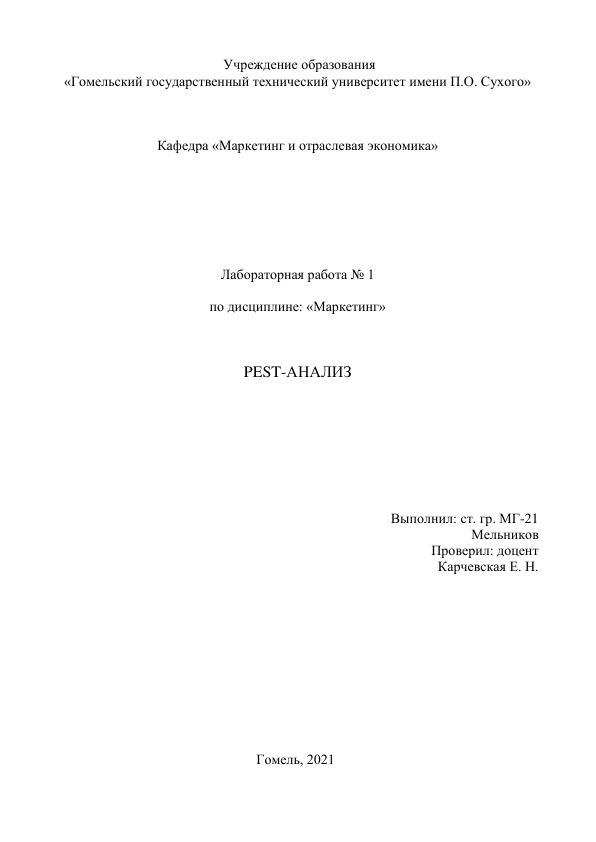 Учреждение образования
«Гомельский государственный технический университет имени П.О. Сухого»
Кафедра «Маркетинг и отраслевая экономика»
Лабораторная работа № 1
по дисциплине: «Маркетинг»
PEST-АНАЛИЗ
Выполнил: ст. гр. МГ-21
Мельников
Проверил: доцент
Карчевская Е. Н.
Гомель, 2021